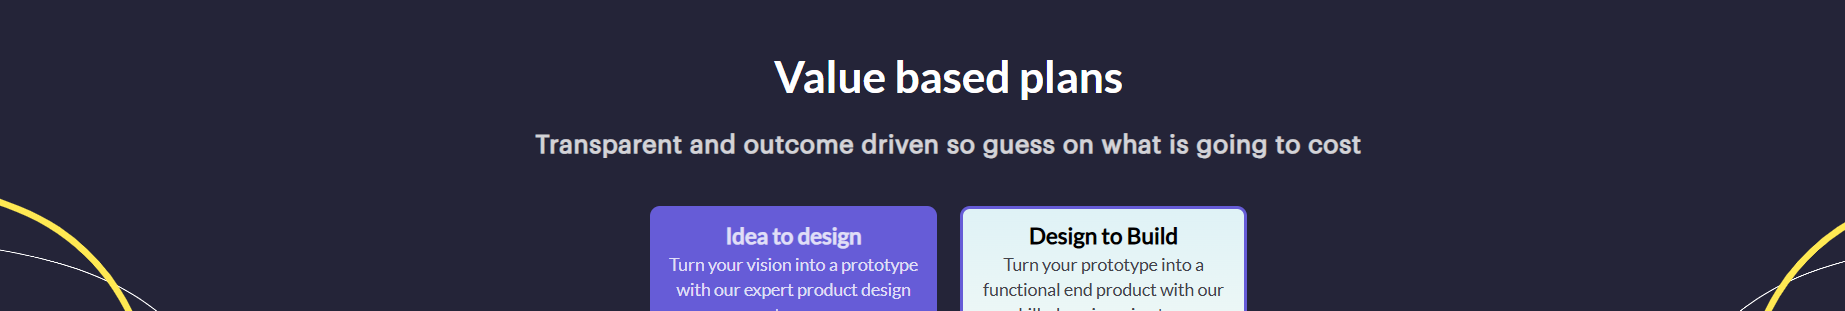 Value based plans
Transparent and outcome driven so guess on what is going to cost
Idea to design
Turn your vision into a prototype
with our expert product design
Design to Build
Turn your prototype into a
functional end product with our